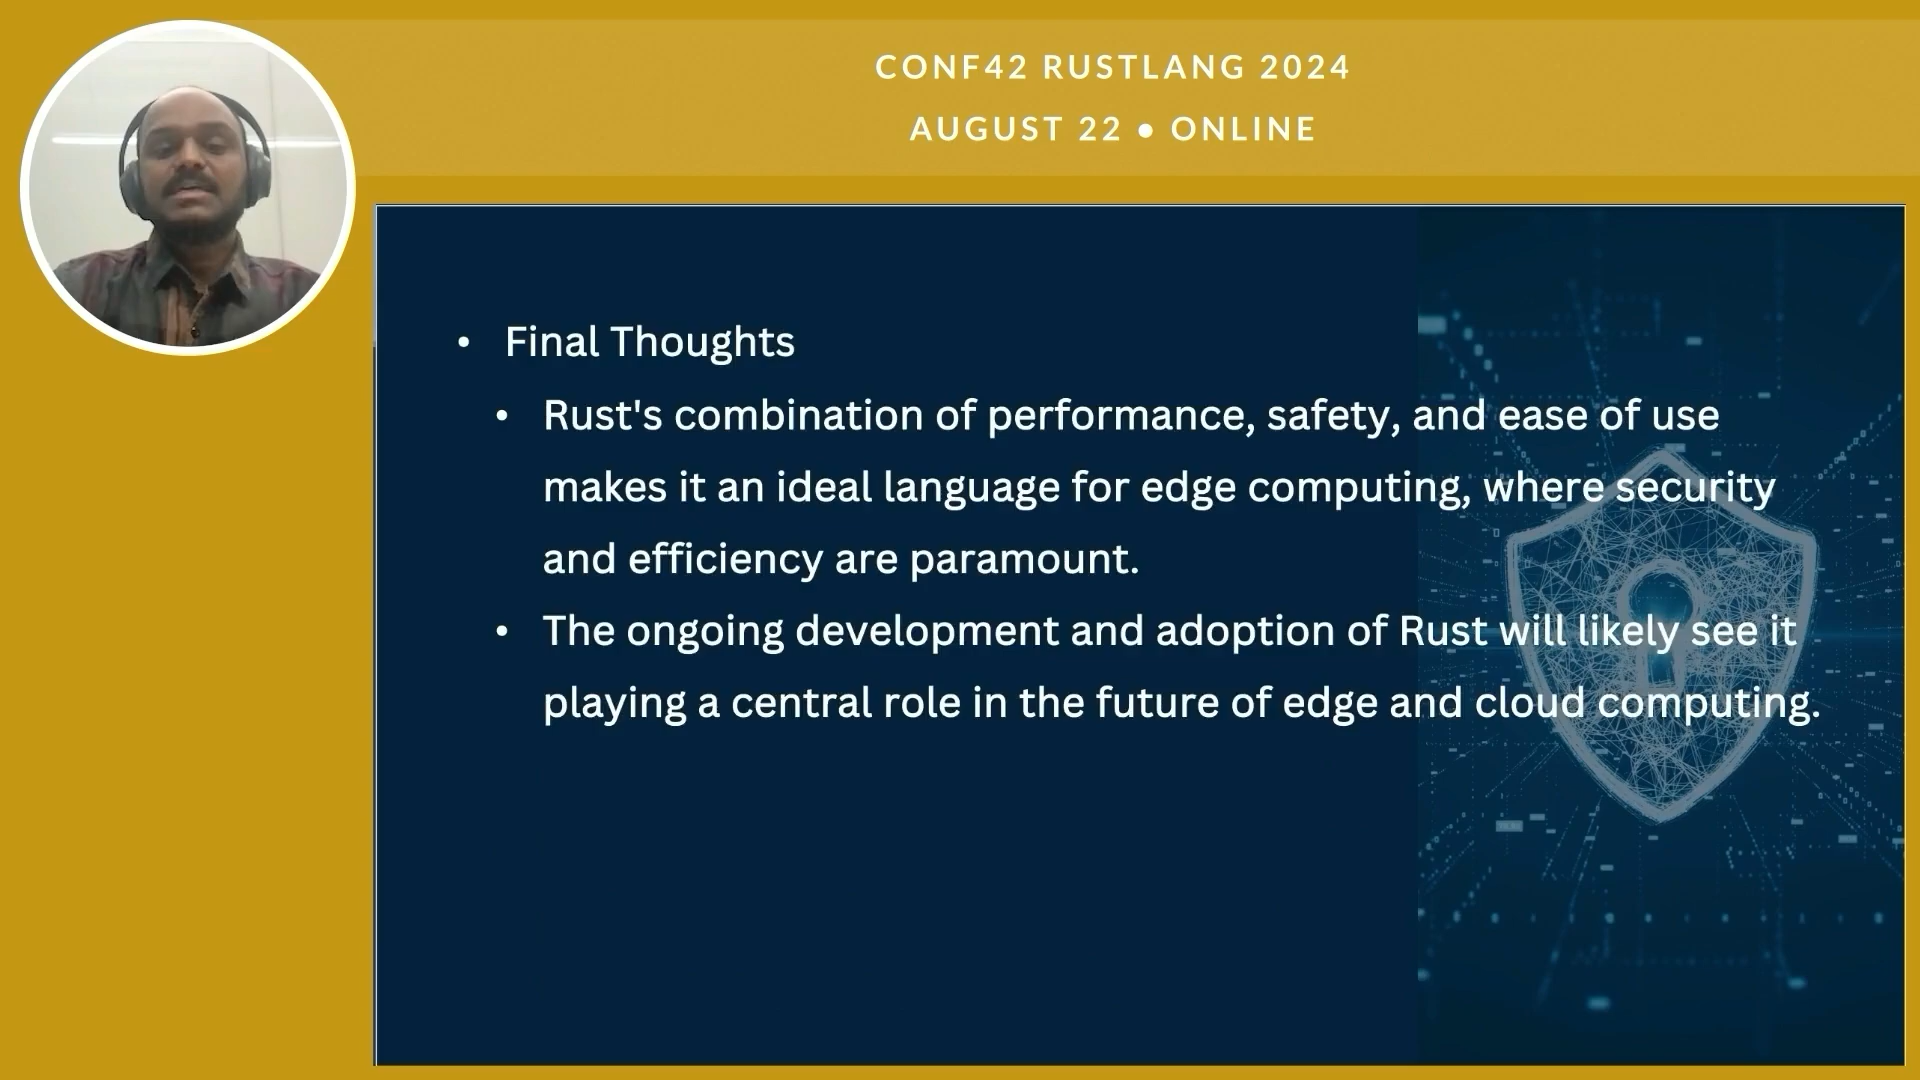 CONF42 RUSTLANG 2024
AUGUST 22 ● ONLINE
• Final Thoughts
• Rust's combination of performance, safety, and ease of use
makes it an ideal language for edge computing, where security
and efficiency are paramount.
• The ongoing development and adoption of Rust will likely see it
playing a central role in the future of edge and cloud computing.